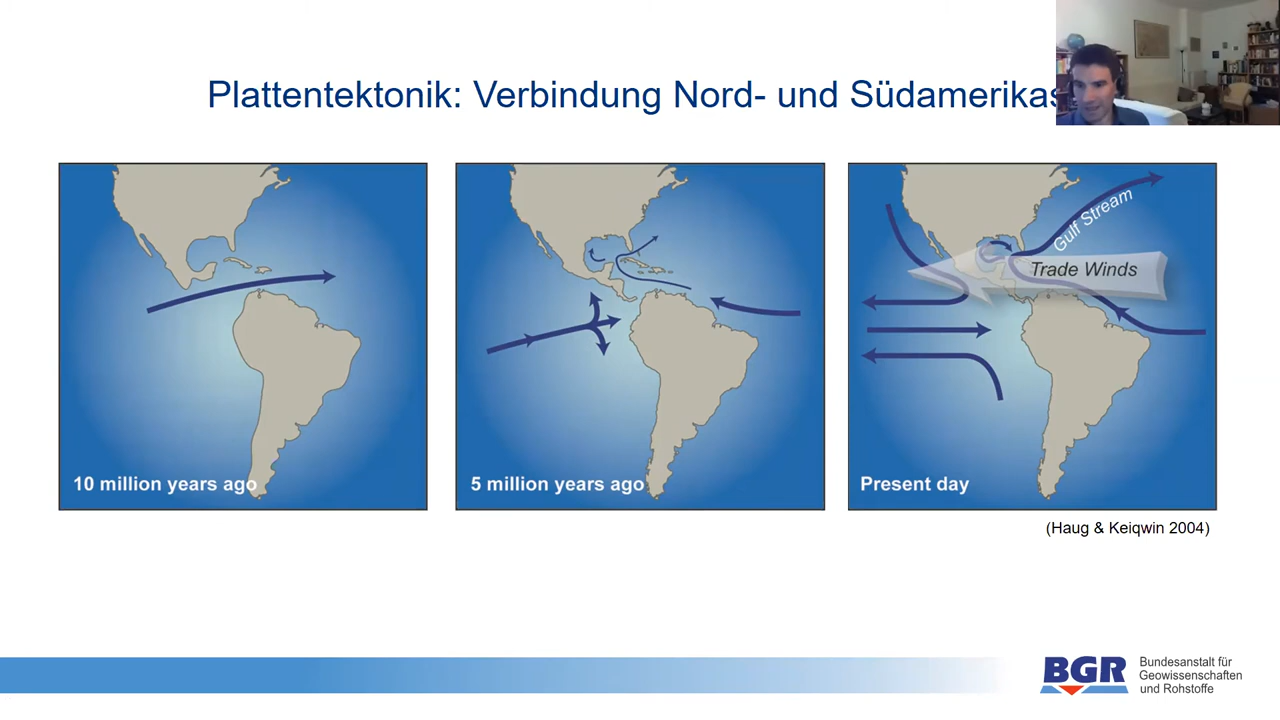 Plattentektonik: Verbindung Nord- und Südamerikas
Gulf Stream
Trade Winds
10 million years ago
5 million years ago
Present day
(Haug & Keiqwin 2004)
BGR
Bundesanstalt für
Geowissenschaften
und Rohstoffe